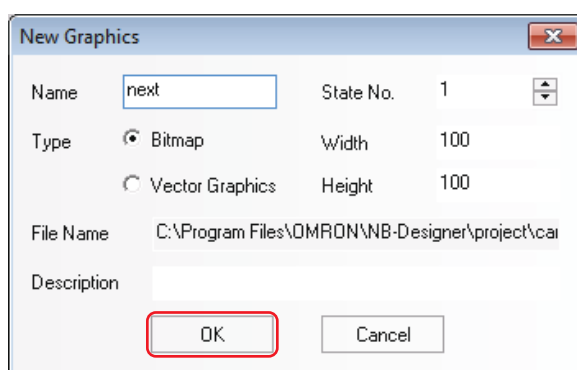 New Graphics
Name next State No. 1
Type Bitmap Width 100
Vector Graphics Height 100
File Name C:\Program Files\OMRON\NB-Designer\project\car
Description
OK Cancel